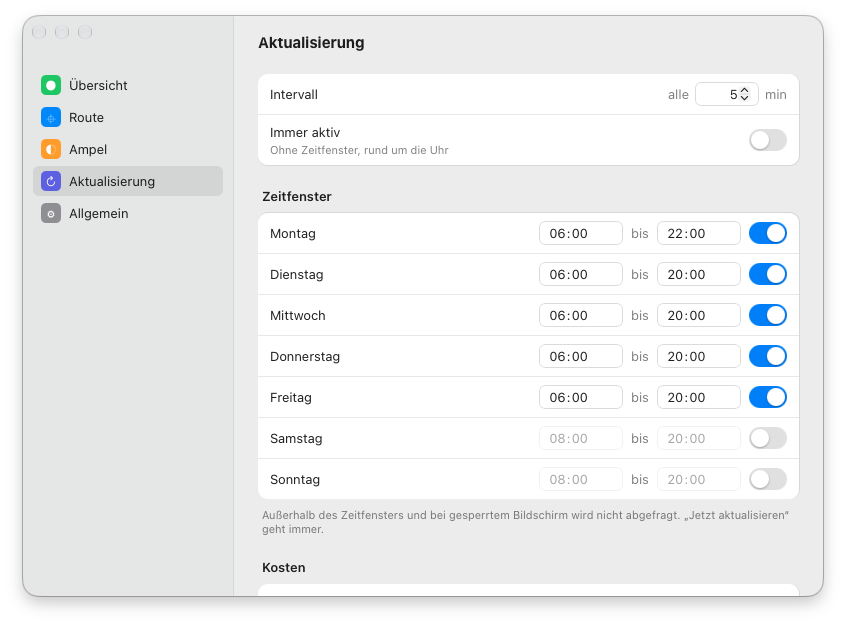 Aktualisierung
Übersicht
Route
Ampel
Aktualisierung
Allgemein
Intervall alle 5 min
Immer aktiv
Ohne Zeitfenster, rund um die Uhr
Zeitfenster
Montag 06:00 bis 22:00
Dienstag 06:00 bis 20:00
Mittwoch 06:00 bis 20:00
Donnerstag 06:00 bis 20:00
Freitag 06:00 bis 20:00
Samstag 08:00 bis 20:00
Sonntag 08:00 bis 20:00
Außerhalb des Zeitfensters und bei gesperrtem Bildschirm wird nicht abgefragt. „Jetzt aktualisieren“
geht immer.
Kosten